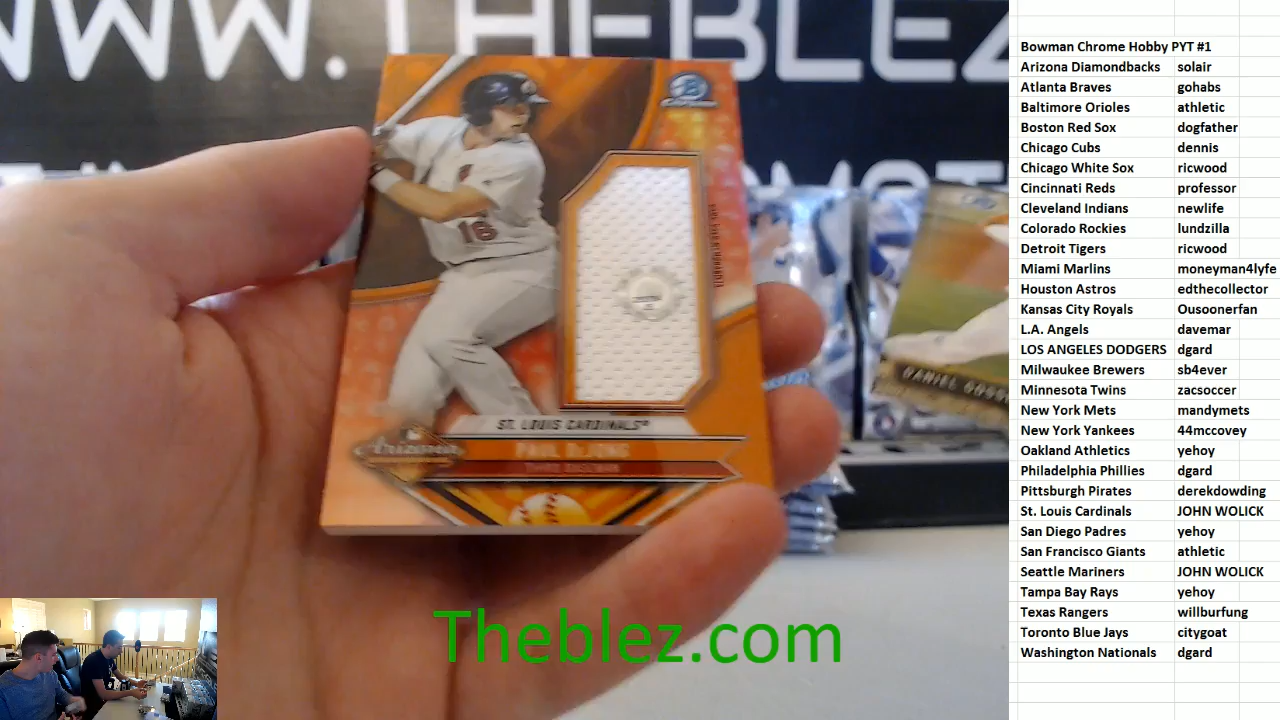 WWW.THEBLEZ
16
ST. LOUIS CARDINALS
PAUL DeJONG
THIRD BASEMAN
Arizona
DANIEL
Theblez.com
Bowman Chrome Hobby PYT #1
Arizona Diamondbacks solair
Atlanta Braves gohabs
Baltimore Orioles athletic
Boston Red Sox dogfather
Chicago Cubs dennis
Chicago White Sox ricwood
Cincinnati Reds professor
Cleveland Indians newlife
Colorado Rockies lundzilla
Detroit Tigers ricwood
Miami Marlins moneyman4lyfe
Houston Astros edthecollector
Kansas City Royals Ousoonerfan
L.A. Angels davemar
LOS ANGELES DODGERS dgard
Milwaukee Brewers sb4ever
Minnesota Twins zacsoccer
New York Mets mandymets
New York Yankees 44mccovey
Oakland Athletics yehoy
Philadelphia Phillies dgard
Pittsburgh Pirates derekdowding
St. Louis Cardinals JOHN WOLICK
San Diego Padres yehoy
San Francisco Giants athletic
Seattle Mariners JOHN WOLICK
Tampa Bay Rays yehoy
Texas Rangers willburfung
Toronto Blue Jays citygoat
Washington Nationals dgard